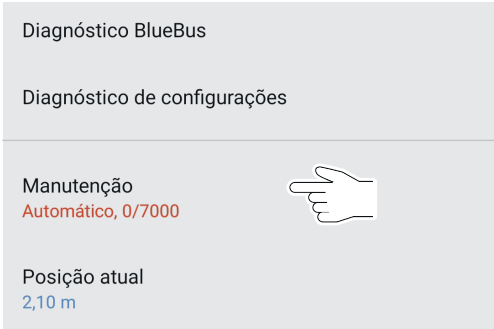 Diagnóstico BlueBus
Diagnóstico de configurações
Manutenção
Automático, 0/7000
Posição atual
2,10 m